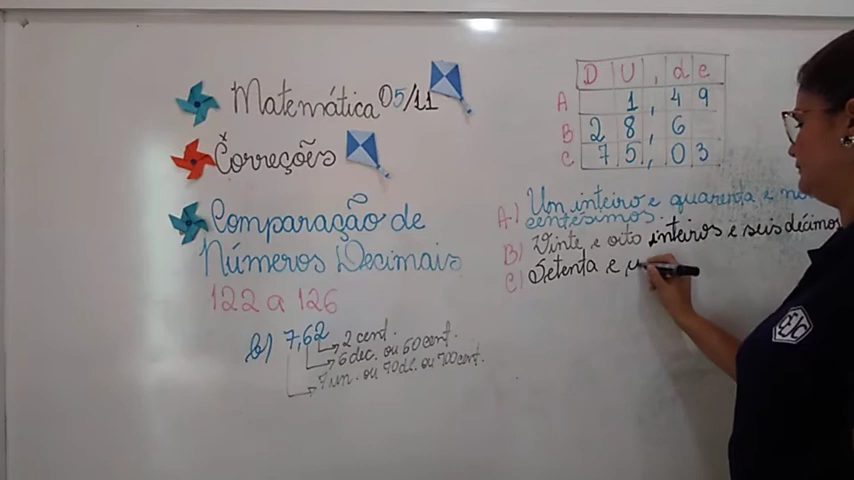 Matemática 05/11
Correções
Comparação de
Números Decimais
122 a 126
b) 7,62
2 cent.
6 dec. ou 60 cent.
7 un. ou 70 de. ou 700 cent.
D U , d c
A 1 , 4 9
B 2 8 , 6
C 7 5 , 0 3
A) Um inteiro e quarenta e
centésimos.
B) Vinte e oito inteiros e seis décimos
C) Setenta e